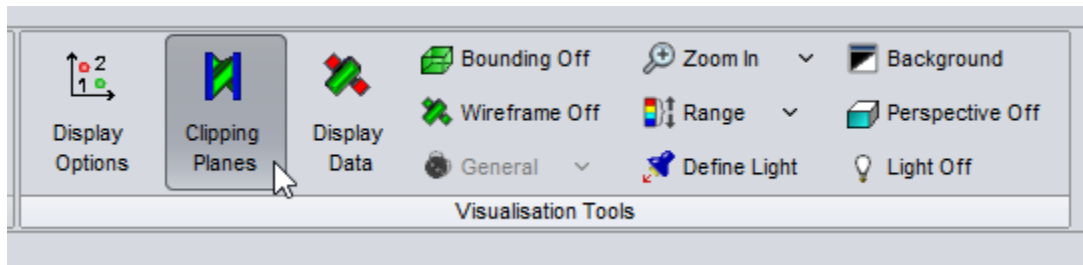 2
1
Display
Options
Clipping
Planes
Display
Data
Bounding Off
Wireframe Off
General
Zoom In
Range
Define Light
Background
Perspective Off
Light Off
Visualisation Tools